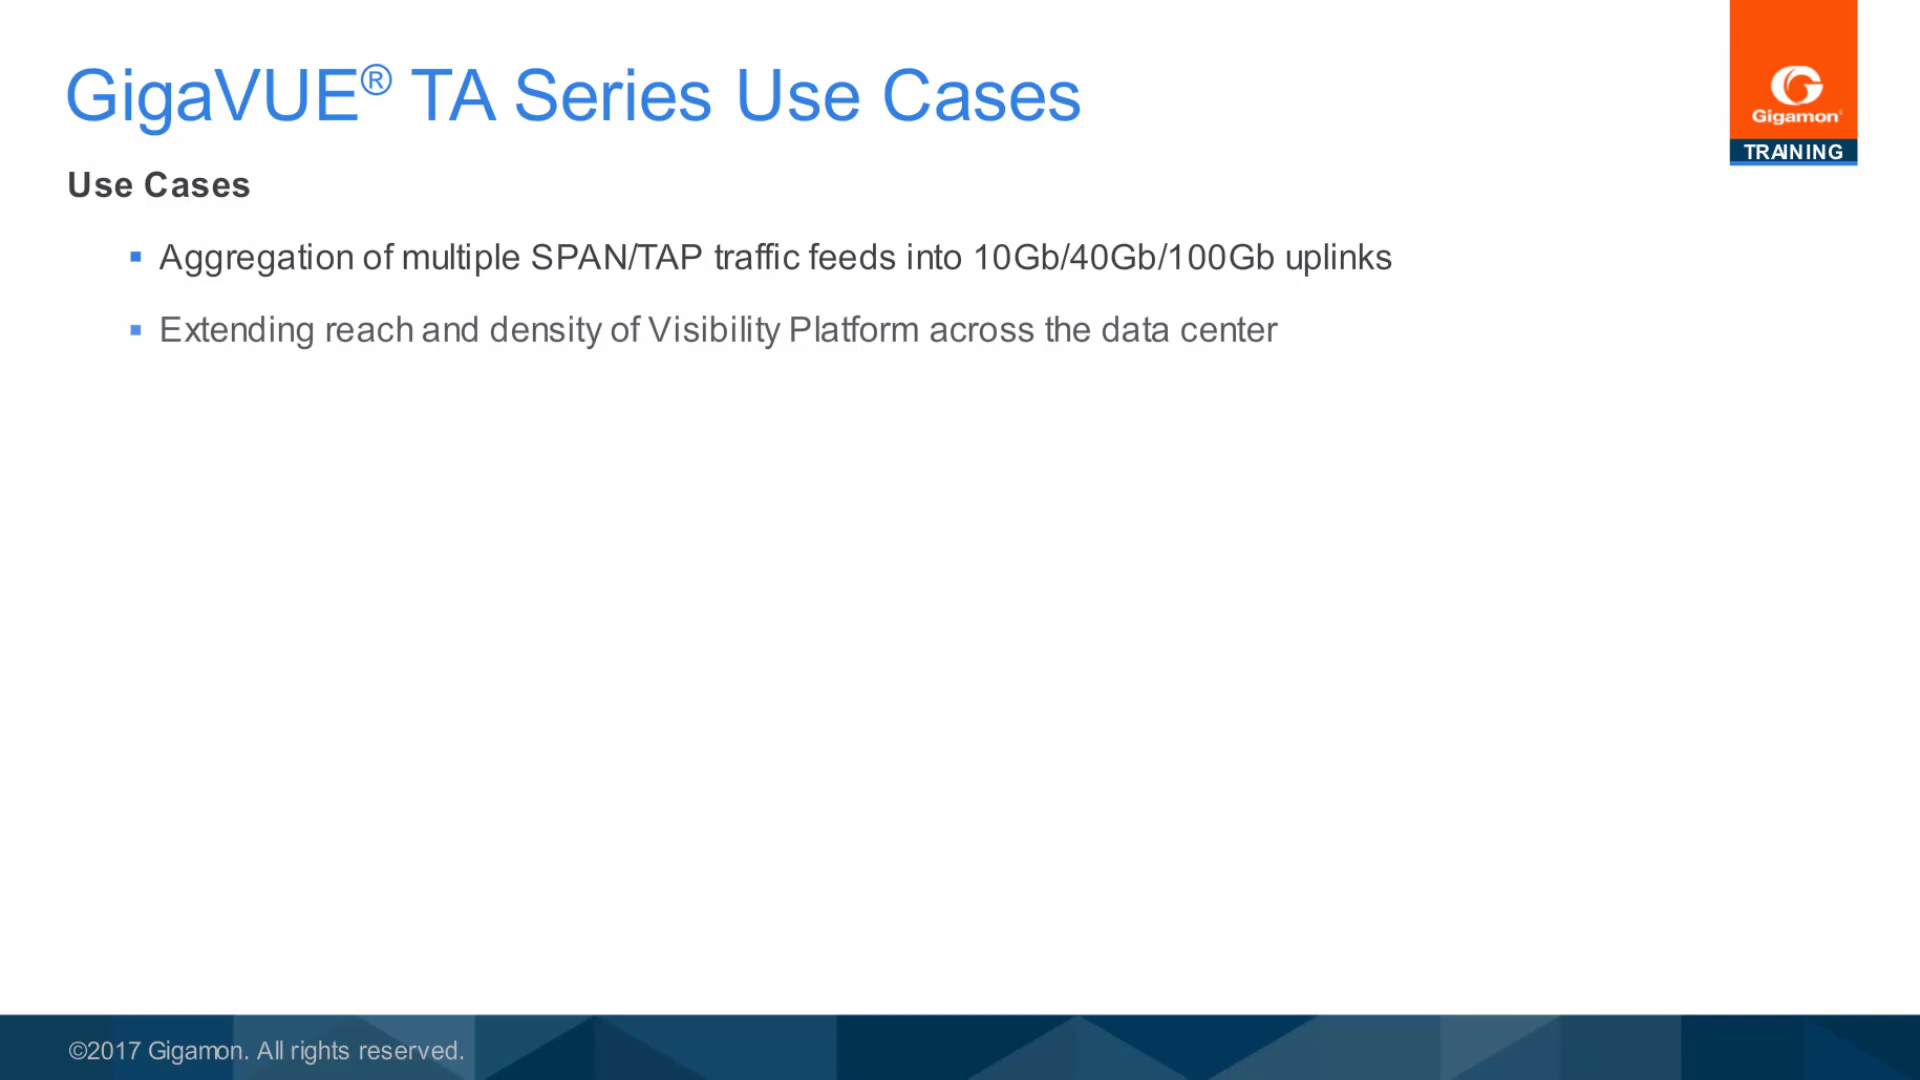 GigaVUE® TA Series Use Cases
Gigamon®
TRAINING
Use Cases
▪ Aggregation of multiple SPAN/TAP traffic feeds into 10Gb/40Gb/100Gb uplinks
▪ Extending reach and density of Visibility Platform across the data center
©2017 Gigamon. All rights reserved.